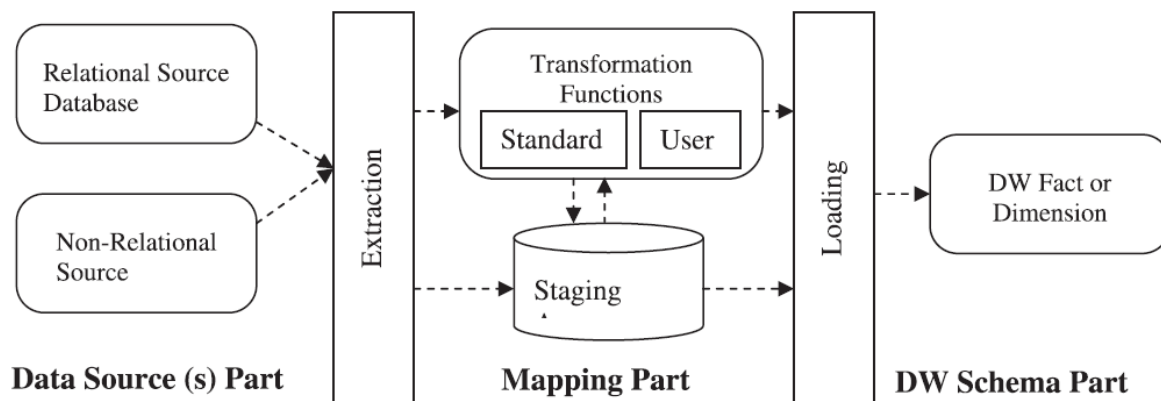 Relational Source
Database
Non-Relational
Source
Data Source (s) Part
Extraction
Transformation
Functions
Standard
User
Staging
Mapping Part
Loading
DW Fact or
Dimension
DW Schema Part